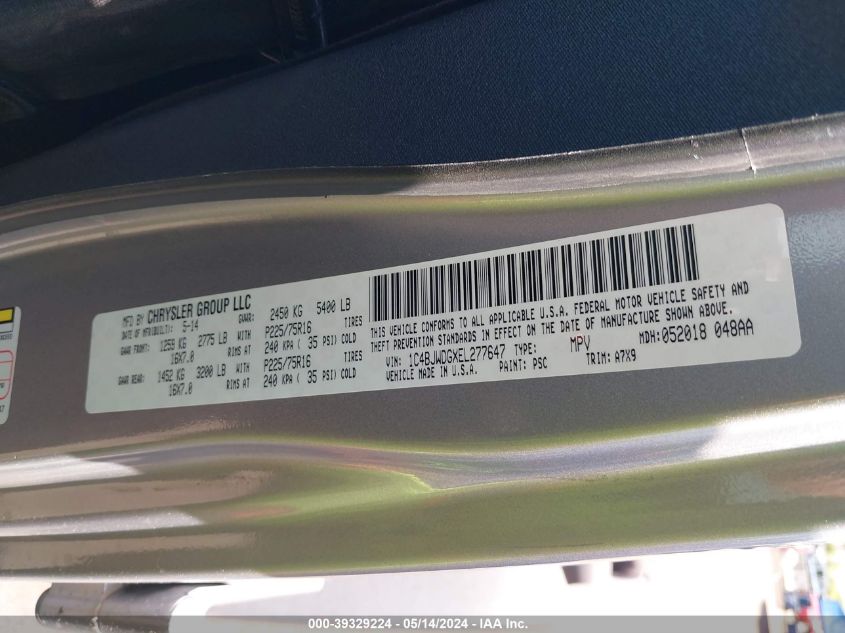 MFD BY CHRYSLER GROUP LLC
DATE OF MFR(BUILT): 5-14 GVWR: 2450 KG 5400 LB
GAWR FRONT: 1259 KG 2775 LB WITH P225/75R16 TIRES
16X7.0 RIMS AT 240 KPA ( 35 PSI) COLD
GAWR REAR: 1452 KG 3200 LB WITH P225/75R16 TIRES
16X7.0 RIMS AT 240 KPA ( 35 PSI) COLD
THIS VEHICLE CONFORMS TO ALL APPLICABLE U.S.A. FEDERAL MOTOR VEHICLE SAFETY AND
THEFT PREVENTION STANDARDS IN EFFECT ON THE DATE OF MANUFACTURE SHOWN ABOVE.
VIN: 1C4BJWDGXEL277647 TYPE: MPV MDH: 052018 048AA
VEHICLE MADE IN U.S.A. PAINT: PSC TRIM: A7X9
000-39329224 - 05/14/2024 - IAA Inc.